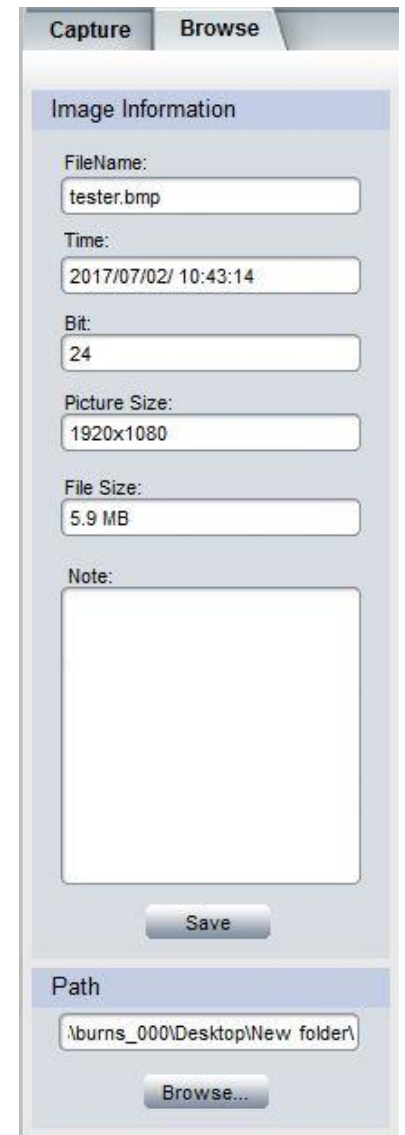 Capture Browse
Image Information
FileName:
tester.bmp
Time:
2017/07/02/ 10:43:14
Bit:
24
Picture Size:
1920x1080
File Size:
5.9 MB
Note:
Save
Path
\burns_000\Desktop\New folder\
Browse...